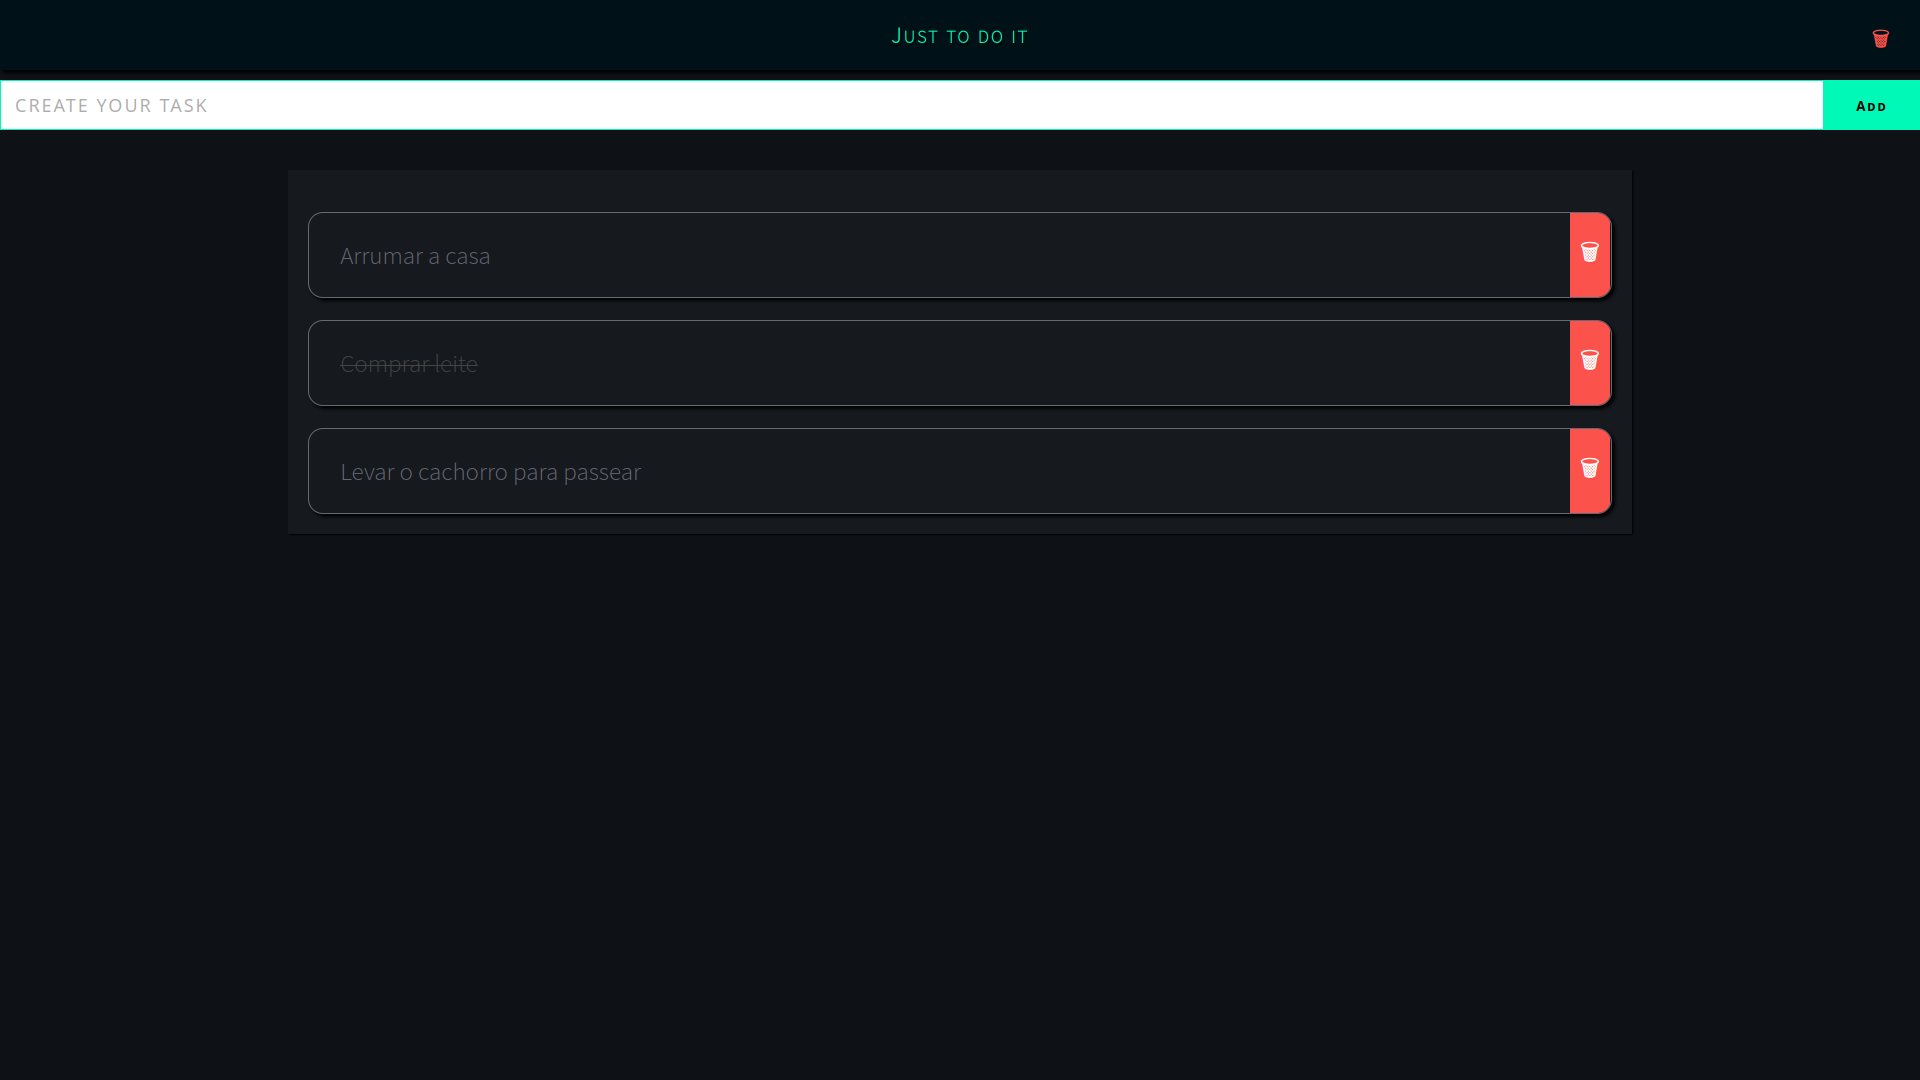 Just to do it
CREATE YOUR TASK
Add
Arrumar a casa
Comprar leite
Levar o cachorro para passear